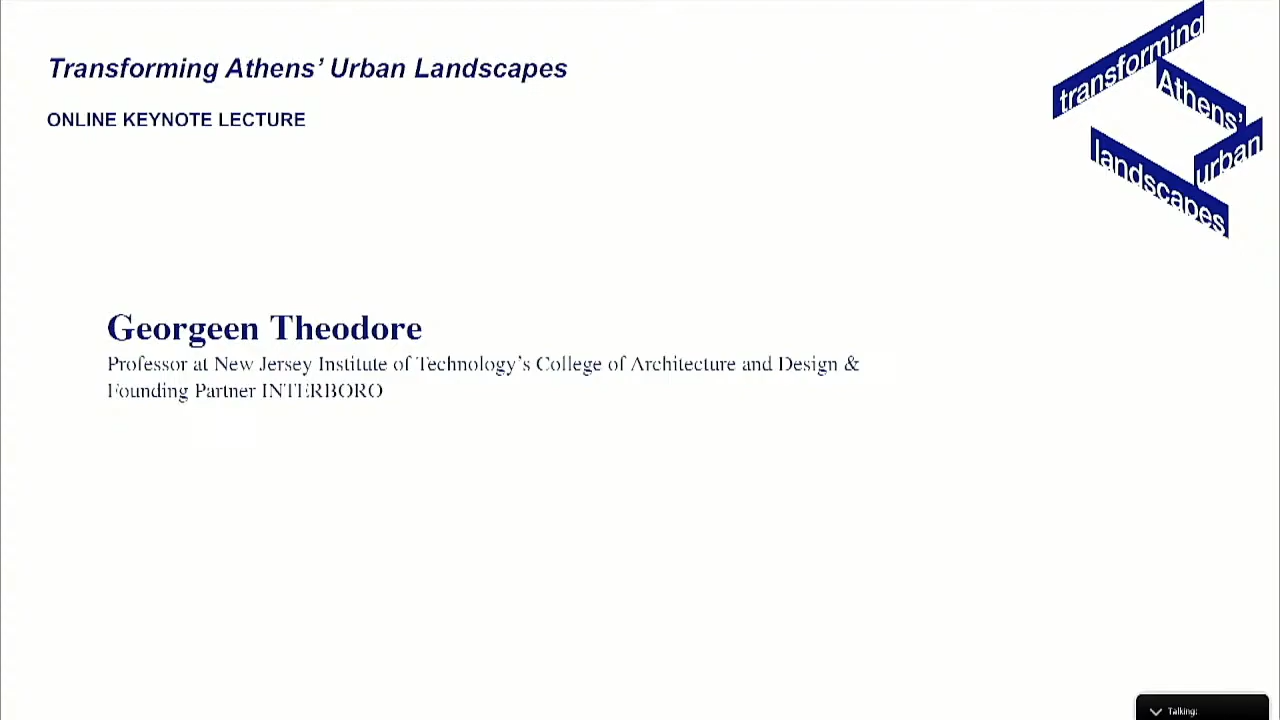 Transforming Athens’ Urban Landscapes
ONLINE KEYNOTE LECTURE
transforming
Athens’
urban
landscapes
Georgeen Theodore
Professor at New Jersey Institute of Technology’s College of Architecture and Design &
Founding Partner INTERBORO
Talking: